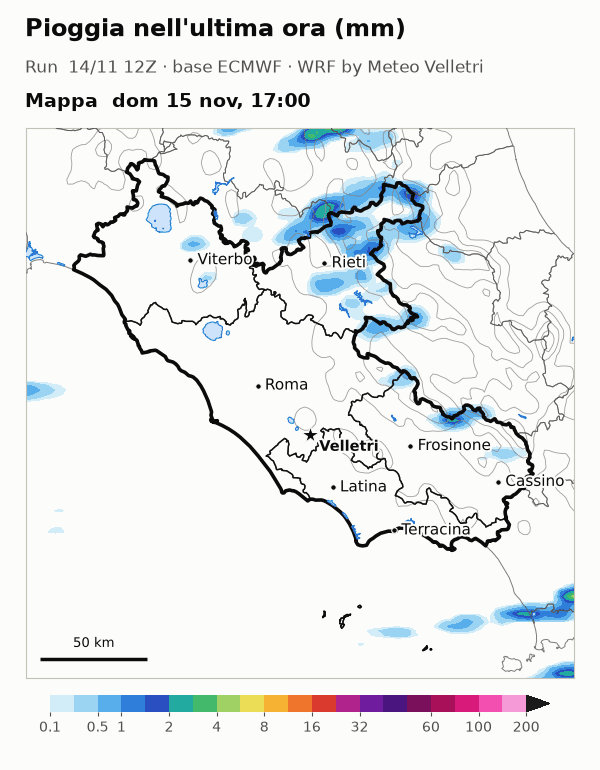 Pioggia nell'ultima ora (mm)
Run  14/11 12Z · base ECMWF · WRF by Meteo Velletri
Mappa  dom 15 nov, 17:00
Viterbo
Rieti
Roma
Velletri
Frosinone
Latina
Cassino
Terracina
50 km
0.1 0.5 1 2 4 8 16 32 60 100 200